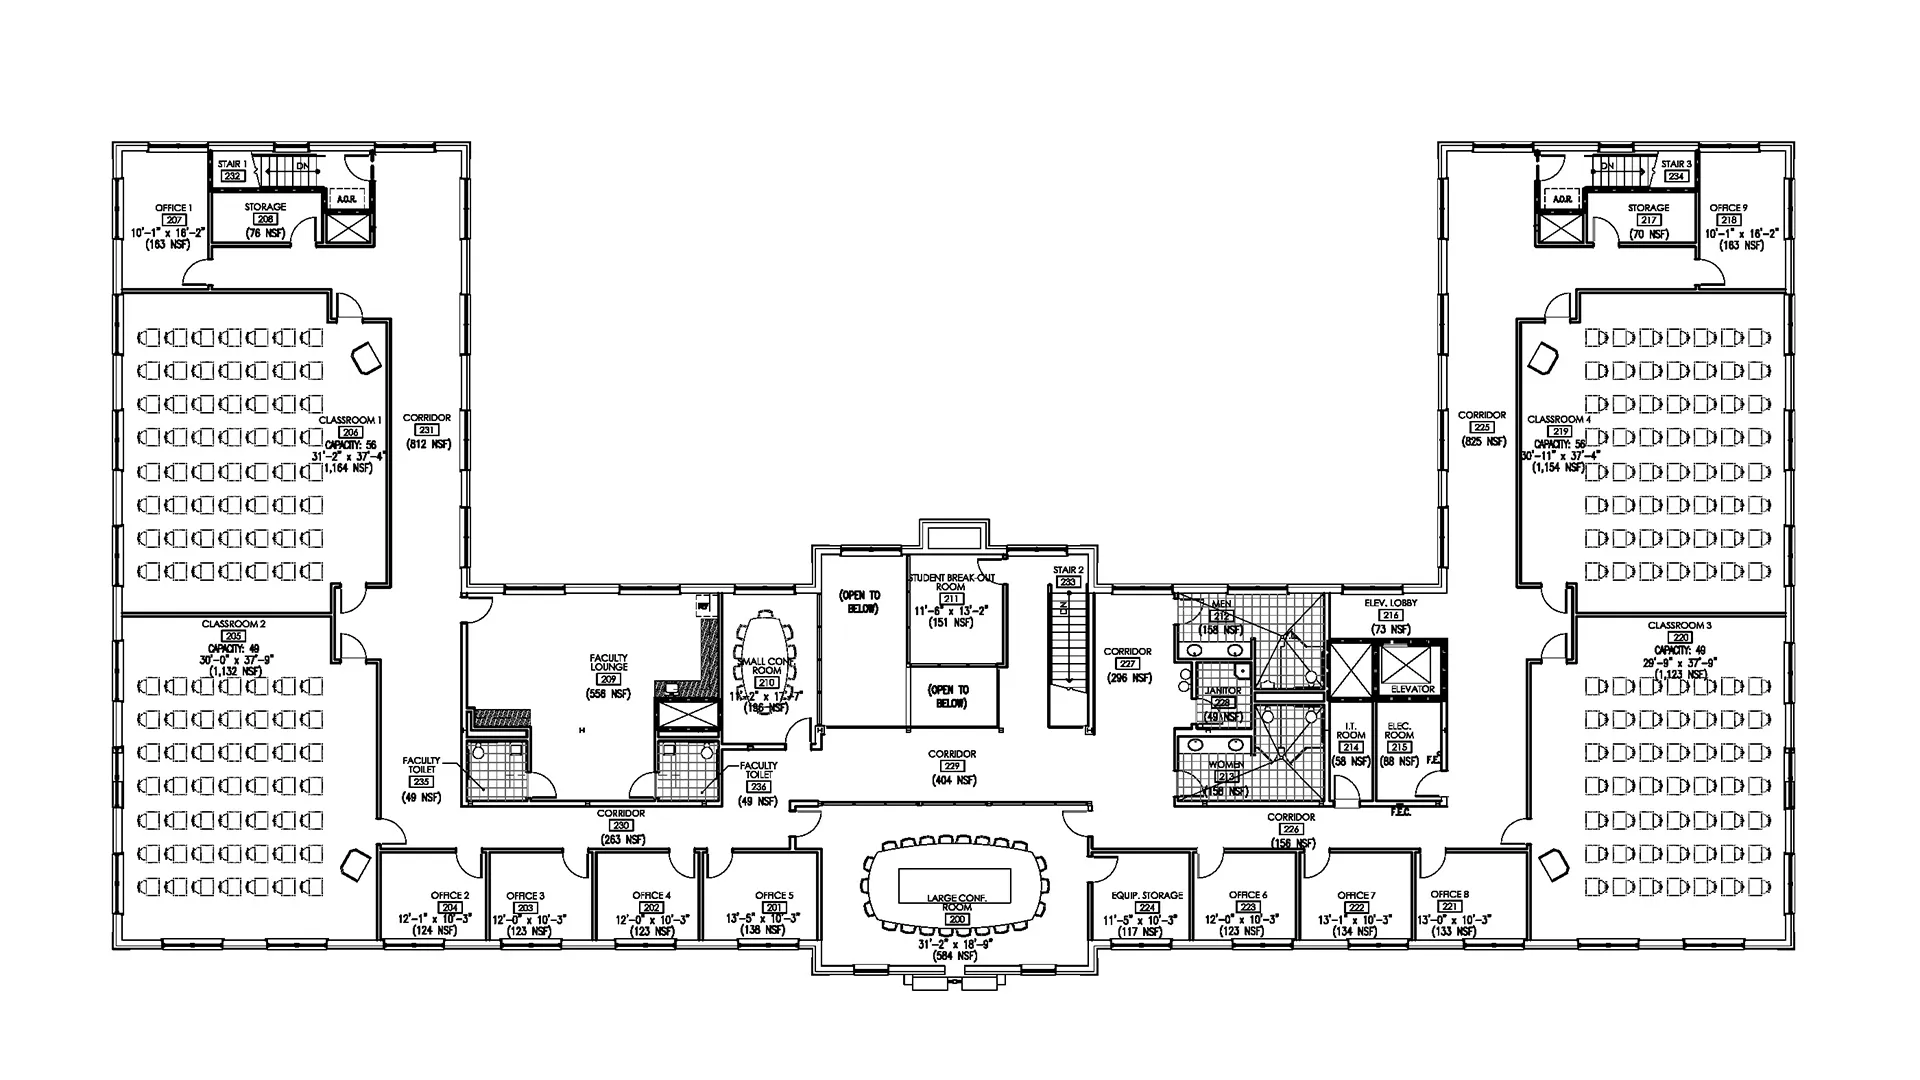 STAIR 1
232
DN
A.O.R.
OFFICE 1
207
10'-1" x 16'-2"
(163 NSF)
STORAGE
208
(76 NSF)
DN
STAIR 3
234
A.O.R.
STORAGE
217
(70 NSF)
OFFICE 9
218
10'-1" x 16'-2"
(163 NSF)
CLASSROOM 1
206
CAPACITY: 56
31'-2" x 37'-4"
(1,164 NSF)
CORRIDOR
231
(812 NSF)
CORRIDOR
225
(825 NSF)
CLASSROOM 4
219
CAPACITY: 56
30'-11" x 37'-4"
(1,154 NSF)
CLASSROOM 2
205
CAPACITY: 49
30'-0" x 37'-9"
(1,132 NSF)
FACULTY
LOUNGE
209
(556 NSF)
REF
SMALL CONF.
ROOM
210
(OPEN TO
BELOW)
STUDENT BREAK-OUT
ROOM
211
11'-6" x 13'-2"
(151 NSF)
(OPEN TO
BELOW)
STAIR 2
233
DN
CORRIDOR
227
(296 NSF)
MEN
212
(158 NSF)
JANITOR
228
(49 NSF)
WOMEN
213
(158 NSF)
ELEV. LOBBY
216
(73 NSF)
ELEVATOR
I.T.
ROOM
214
(58 NSF)
ELEC.
ROOM
215
(88 NSF)
F.E.
F.E.C.
CLASSROOM 3
220
CAPACITY: 49
29'-9" x 37'-9"
(1,123 NSF)
FACULTY
TOILET
235
(49 NSF)
FACULTY
TOILET
236
(49 NSF)
CORRIDOR
229
(404 NSF)
CORRIDOR
230
(263 NSF)
CORRIDOR
226
(156 NSF)
OFFICE 2
204
12'-1" x 10'-3"
(124 NSF)
OFFICE 3
203
12'-0" x 10'-3"
(123 NSF)
OFFICE 4
202
12'-0" x 10'-3"
(123 NSF)
OFFICE 5
201
13'-5" x 10'-3"
(138 NSF)
LARGE CONF.
ROOM
200
31'-2" x 18'-9"
(584 NSF)
EQUIP. STORAGE
224
11'-5" x 10'-3"
(117 NSF)
OFFICE 6
223
12'-0" x 10'-3"
(123 NSF)
OFFICE 7
222
13'-1" x 10'-3"
(134 NSF)
OFFICE 8
221
13'-0" x 10'-3"
(133 NSF)